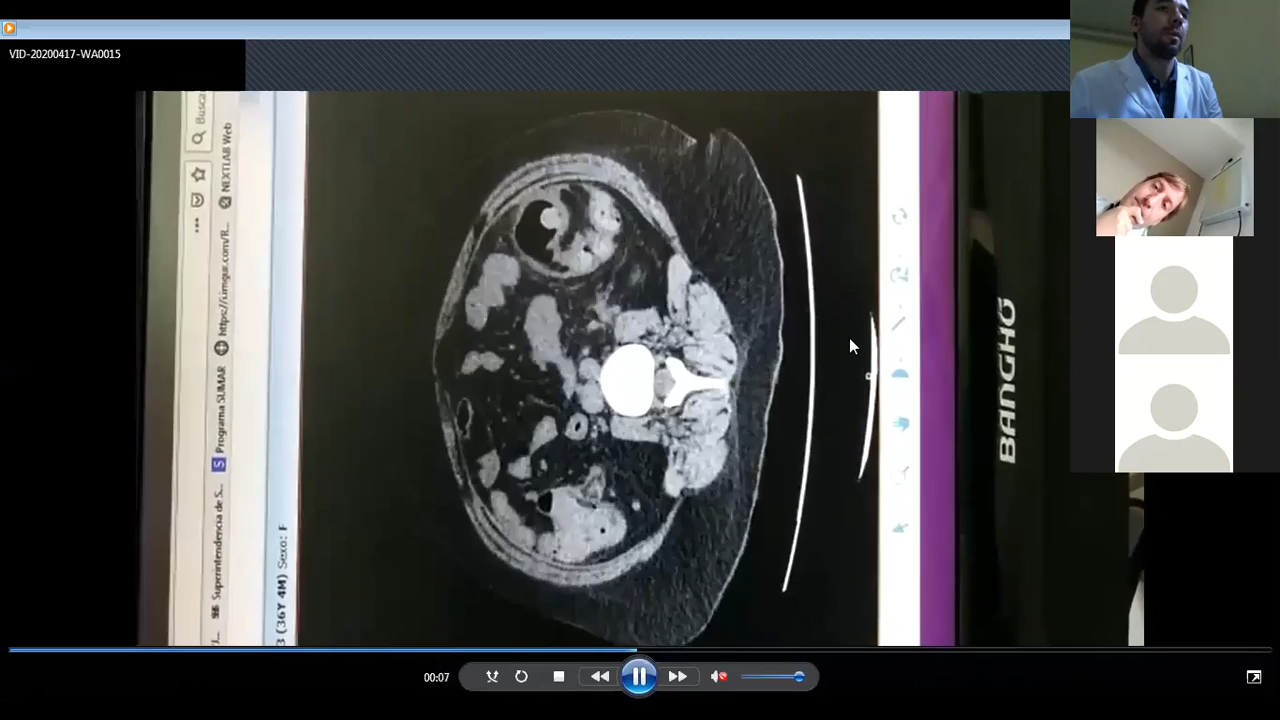 VID-20200417-WA0015
Busca
NEXTLAB Web
https://i.imgur.com/R...
Programa SUMAR
Superintendencia de S...
(36Y 4M) Sexo: F
BANGHO
00:07